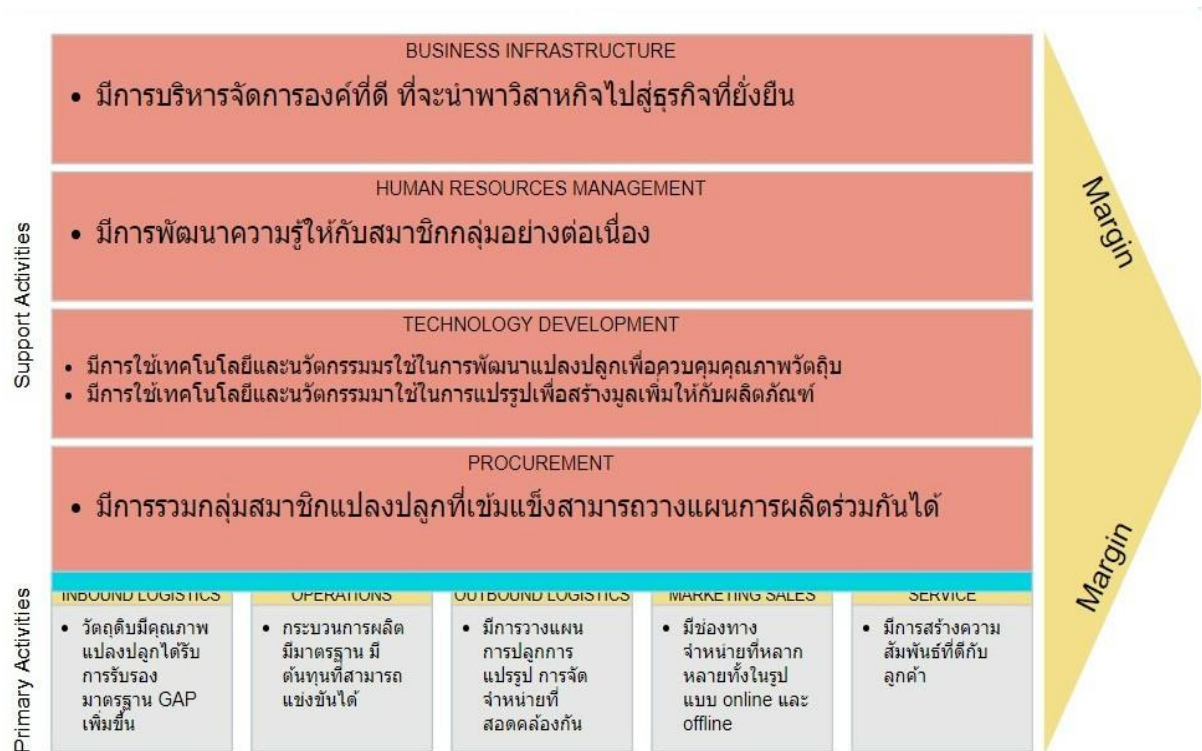 BUSINESS INFRASTRUCTURE
• มีการบริหารจัดการองค์ที่ดี ที่จะนำพาวิสาหกิจไปสู่ธุรกิจที่ยั่งยืน
HUMAN RESOURCES MANAGEMENT
• มีการพัฒนาความรู้ให้กับสมาชิกกลุ่มอย่างต่อเนื่อง
TECHNOLOGY DEVELOPMENT
• มีการใช้เทคโนโลยีและนวัตกรรมมรใช้ในการพัฒนาแปลงปลูกเพื่อควบคุมคุณภาพวัตถุิบ
• มีการใช้เทคโนโลยีและนวัตกรรมมาใช้ในการแปรรูปเพื่อสร้างมูลเพิ่มให้กับผลิตภัณฑ์
PROCUREMENT
• มีการรวมกลุ่มสมาชิกแปลงปลูกที่เข้มแข็งสามารถวางแผนการผลิตร่วมกันได้
Support Activities
Margin
Margin
Primary Activities
INBOUND LOGISTICS
• วัตถุดิบมีคุณภาพ
แปลงปลูกได้รับ
การรับรอง
มาตรฐาน GAP
เพิ่มขึ้น
OPERATIONS
• กระบวนการผลิต
มีมาตรฐาน มี
ต้นทุนที่สามารถ
แข่งขันได้
OUTBOUND LOGISTICS
• มีการวางแผน
การปลูกการ
แปรรูป การจัด
จำหน่ายที่
สอดคล้องกัน
MARKETING SALES
• มีช่องทาง
จำหน่ายที่หลาก
หลายทั้งในรูป
แบบ online และ
offline
SERVICE
• มีการสร้างความ
สัมพันธ์ที่ดีกับ
ลูกค้า